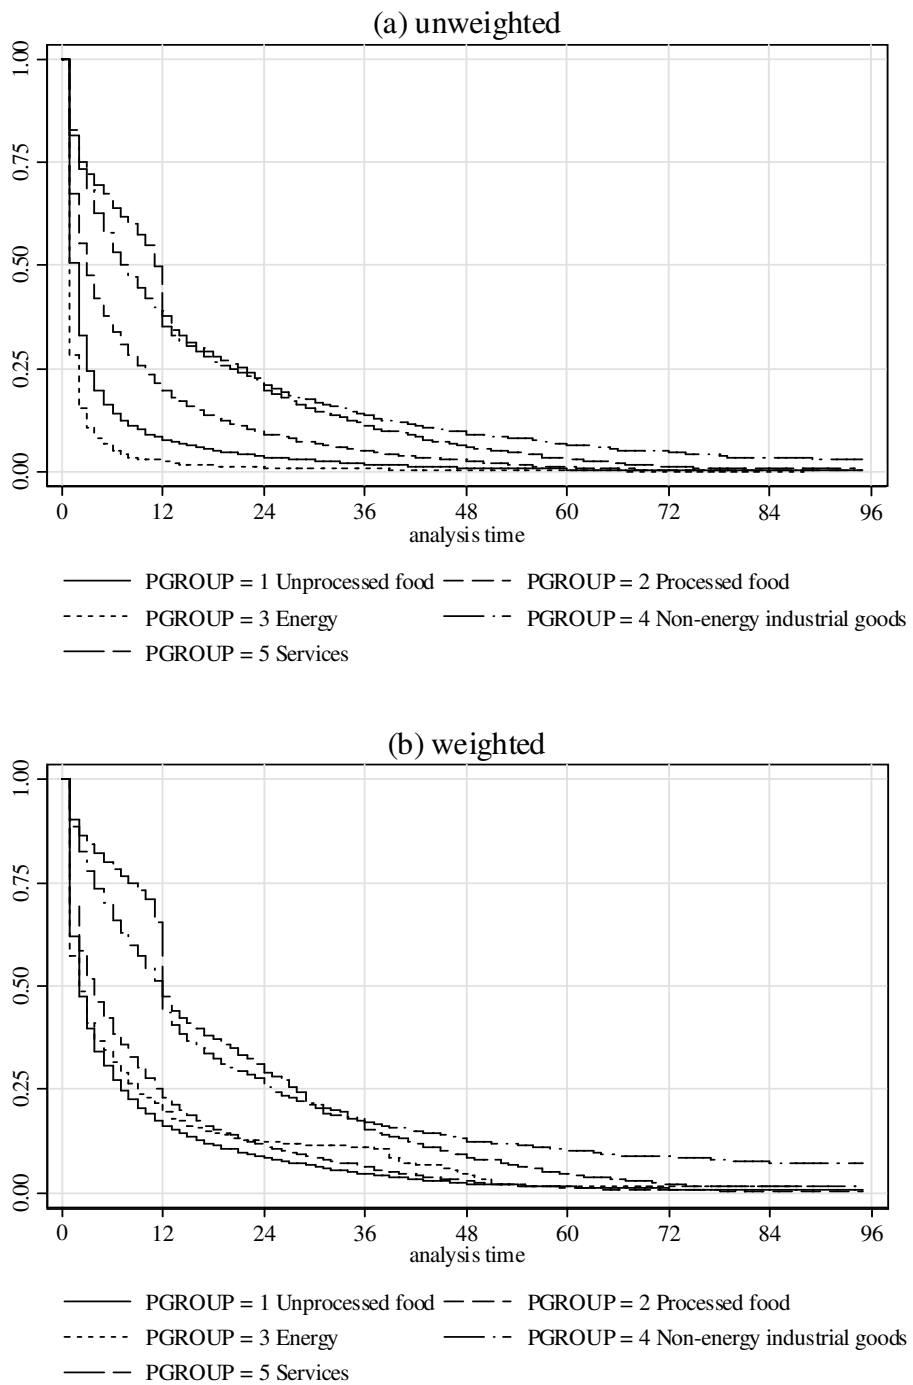 (a) unweighted
1.00
0.75
0.50
0.25
0.00
0 12 24 36 48 60 72 84 96
analysis time
PGROUP = 1 Unprocessed food PGROUP = 2 Processed food
PGROUP = 3 Energy PGROUP = 4 Non-energy industrial goods
PGROUP = 5 Services
(b) weighted
1.00
0.75
0.50
0.25
0.00
0 12 24 36 48 60 72 84 96
analysis time
PGROUP = 1 Unprocessed food PGROUP = 2 Processed food
PGROUP = 3 Energy PGROUP = 4 Non-energy industrial goods
PGROUP = 5 Services